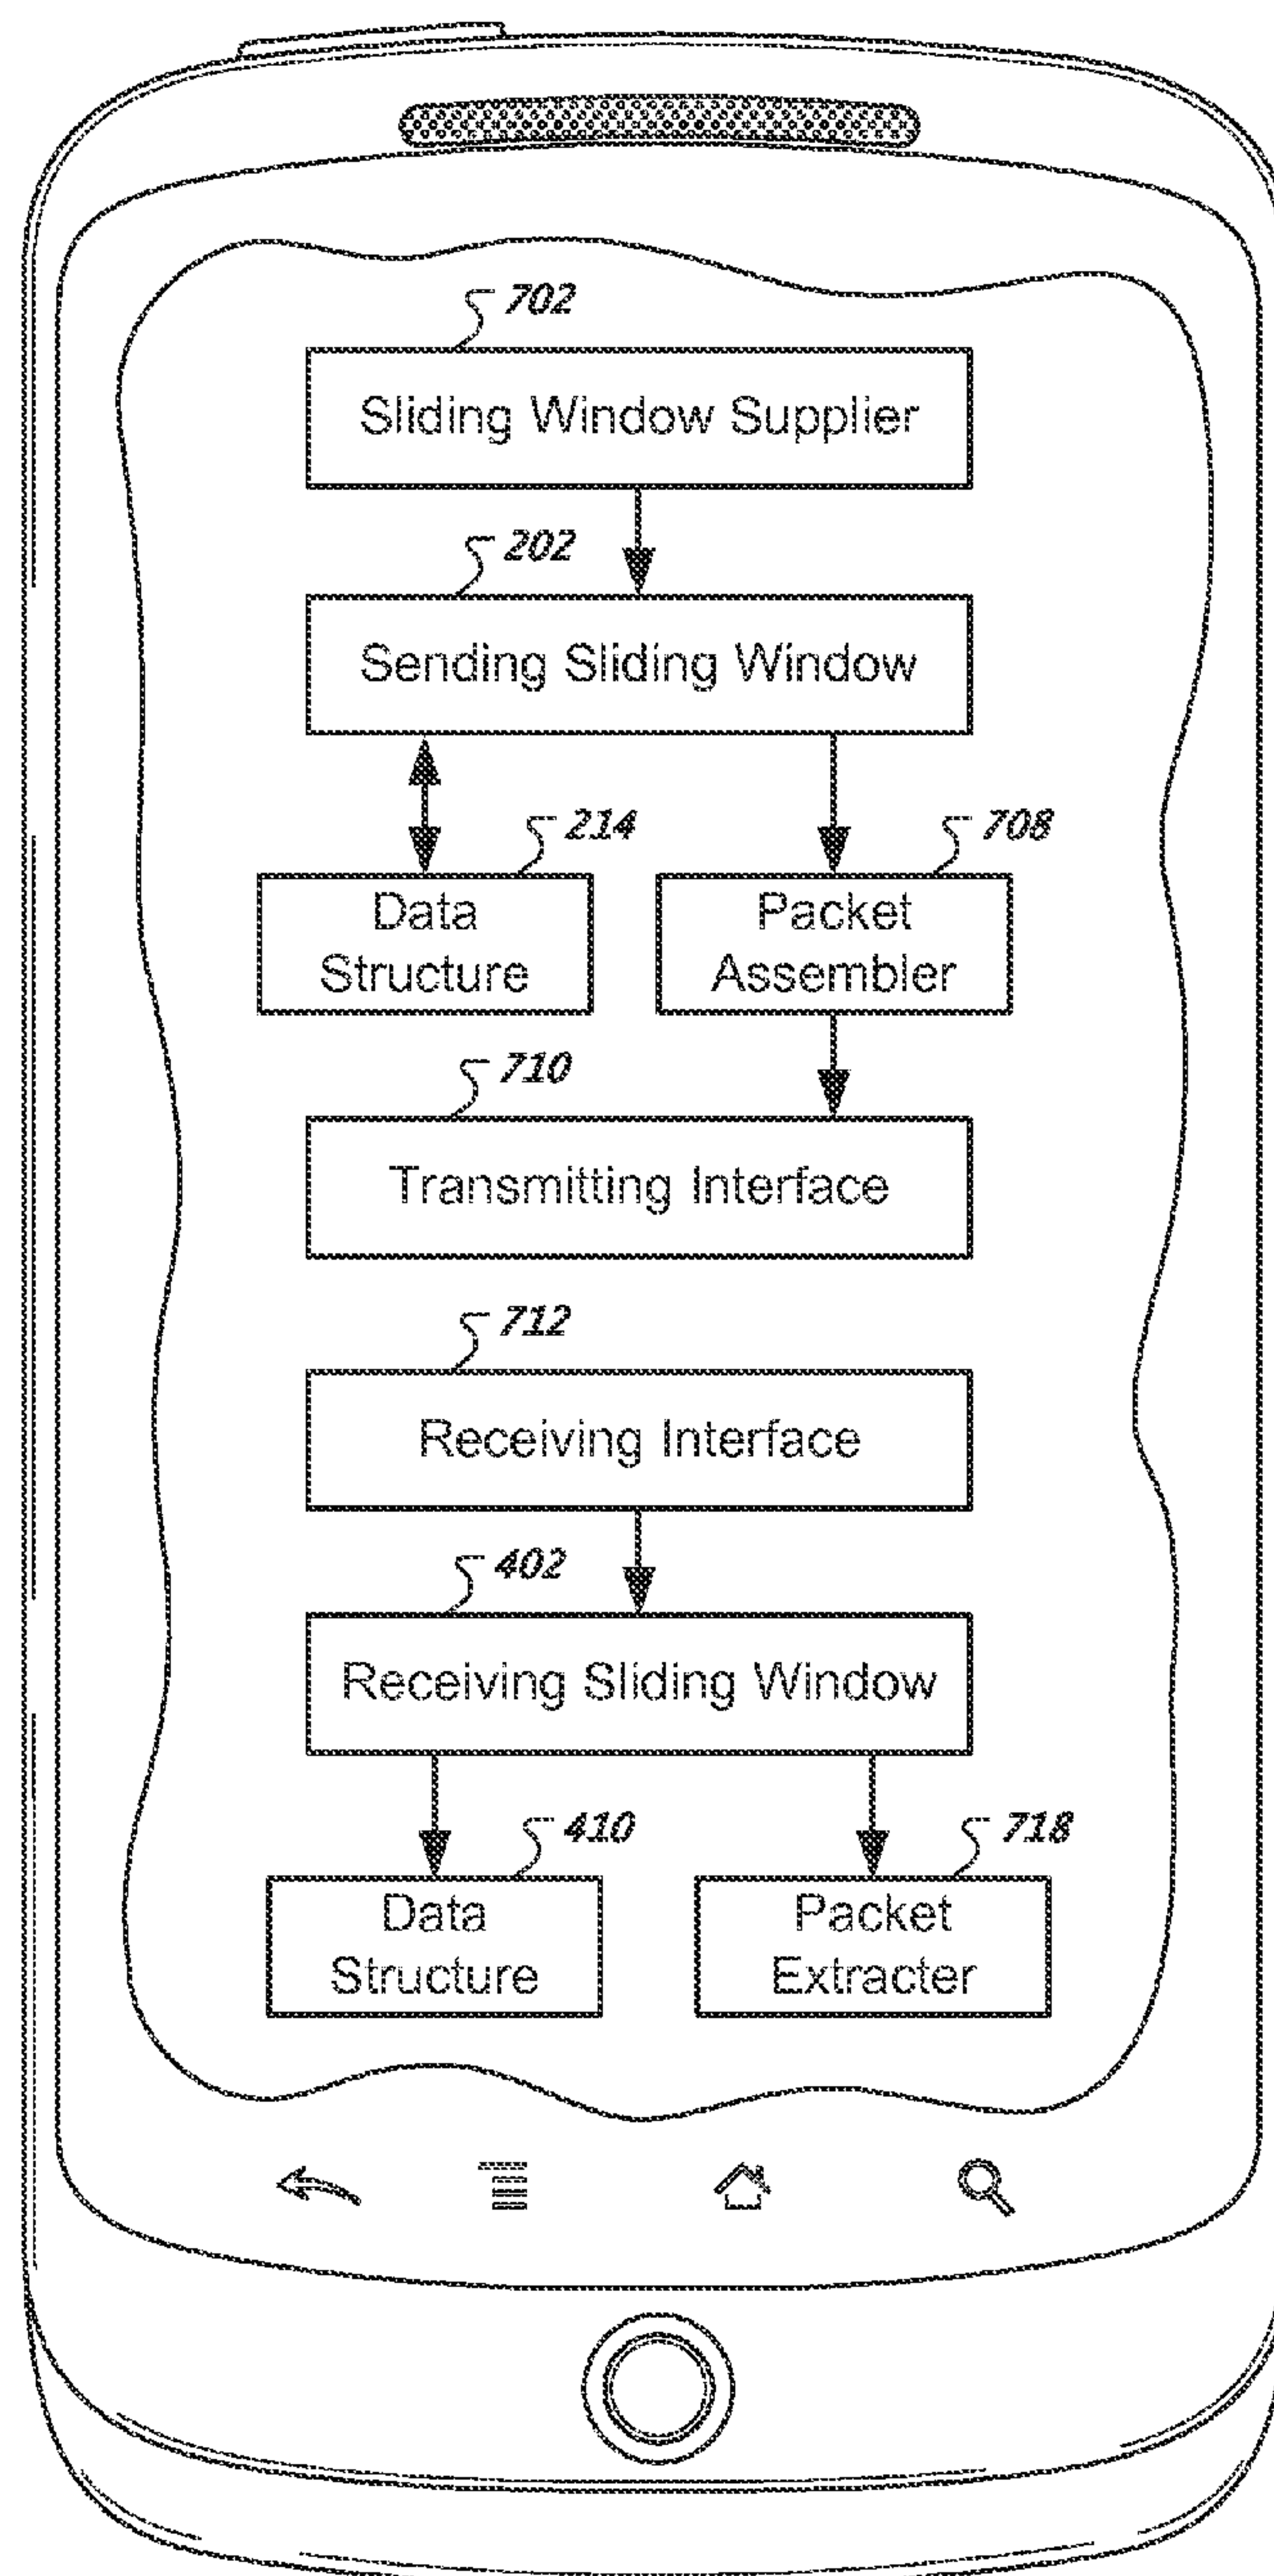 702
Sliding Window Supplier
202
Sending Sliding Window
214
708
Data
Structure
Packet
Assembler
710
Transmitting Interface
712
Receiving Interface
402
Receiving Sliding Window
410
718
Data
Structure
Packet
Extracter